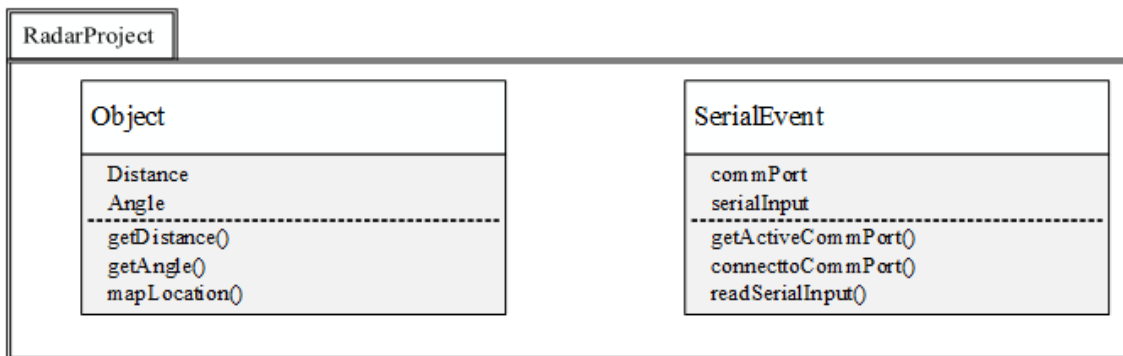 RadarProject
Object
Distance
Angle
getDistance()
getAngle()
mapLocation()
SerialEvent
commPort
serialInput
getActiveCommPort()
connecttoCommPort()
readSerialInput()